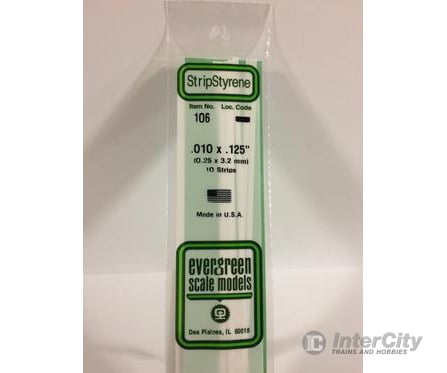 StripStyrene
Item No. Loc. Code
106
.010 x .125"
(0.25 x 3.2 mm)
10 Strips
Made in U.S.A.
evergreen
scale models
Des Plaines, IL 60018
IC InterCity
TRAINS AND HOBBIES